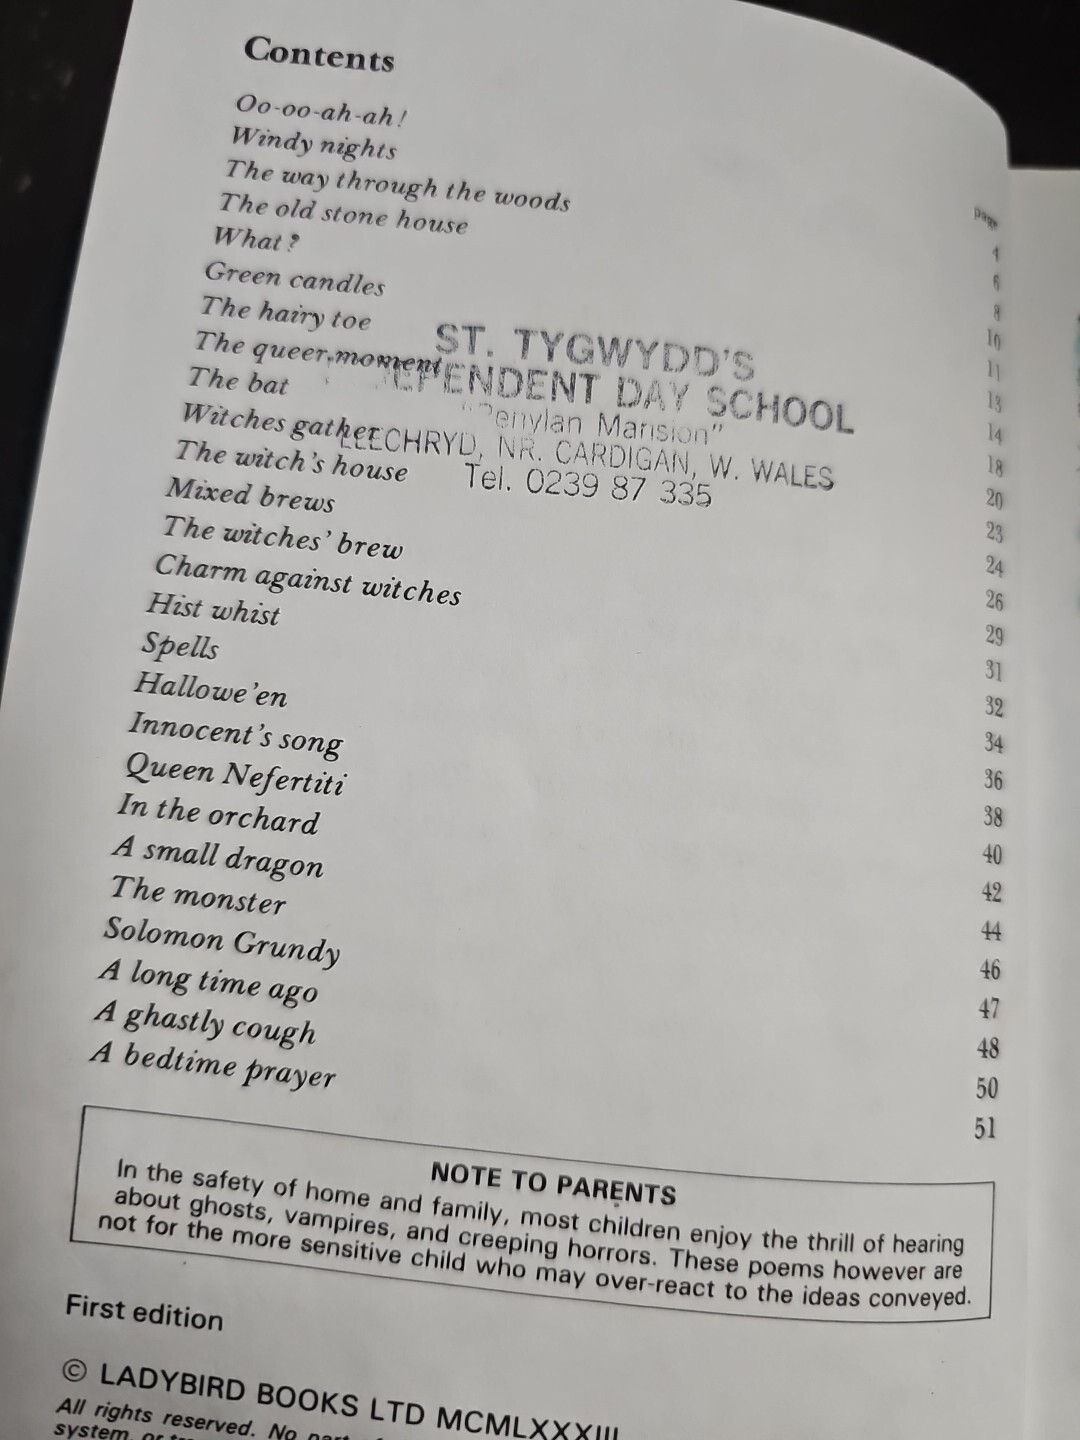 Contents
page
Oo-oo-ah-ah! 4
Windy nights 6
The way through the woods 8
The old stone house 10
What? 11
Green candles 13
The hairy toe 14
The queer moment 18
The bat 20
Witches gather 23
The witch's house 24
Mixed brews 26
The witches' brew 29
Charm against witches 31
Hist whist 32
Spells 34
Hallowe'en 36
Innocent's song 38
Queen Nefertiti 40
In the orchard 42
A small dragon 44
The monster 46
Solomon Grundy 47
A long time ago 48
A ghastly cough 50
A bedtime prayer 51
ST. TYGWYDD'S
EPENDENT DAY SCHOOL
"Penylan Mansion"
LLECHRYD, NR. CARDIGAN, W. WALES
Tel. 0239 87 335
NOTE TO PARENTS
In the safety of home and family, most children enjoy the thrill of hearing
about ghosts, vampires, and creeping horrors. These poems however are
not for the more sensitive child who may over-react to the ideas conveyed.
First edition
© LADYBIRD BOOKS LTD MCMLXXXIII
All rights reserved. No part
system, or